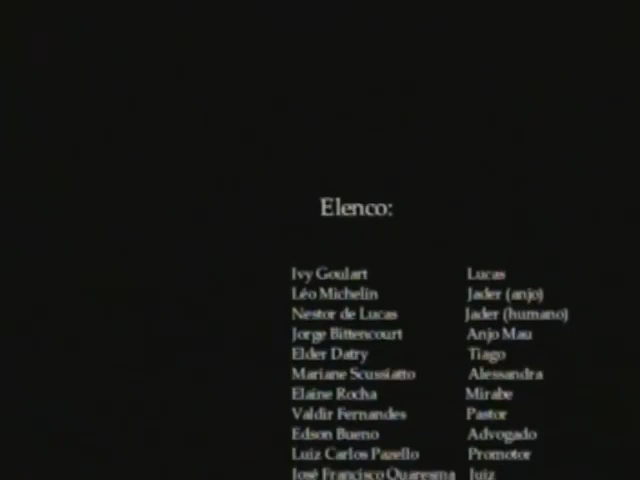 Elenco:
Ivy Goulart Lucas
Léo Michelin Jader (anjo)
Nestor de Lucas Jader (humano)
Jorge Bittencourt Anjo Mau
Elder Datry Tiago
Mariane Scussiatto Alessandra
Elaine Rocha Mirabe
Valdir Fernandes Pastor
Edson Bueno Advogado
Luiz Carlos Pazello Promotor
José Francisco Quaresma Juiz